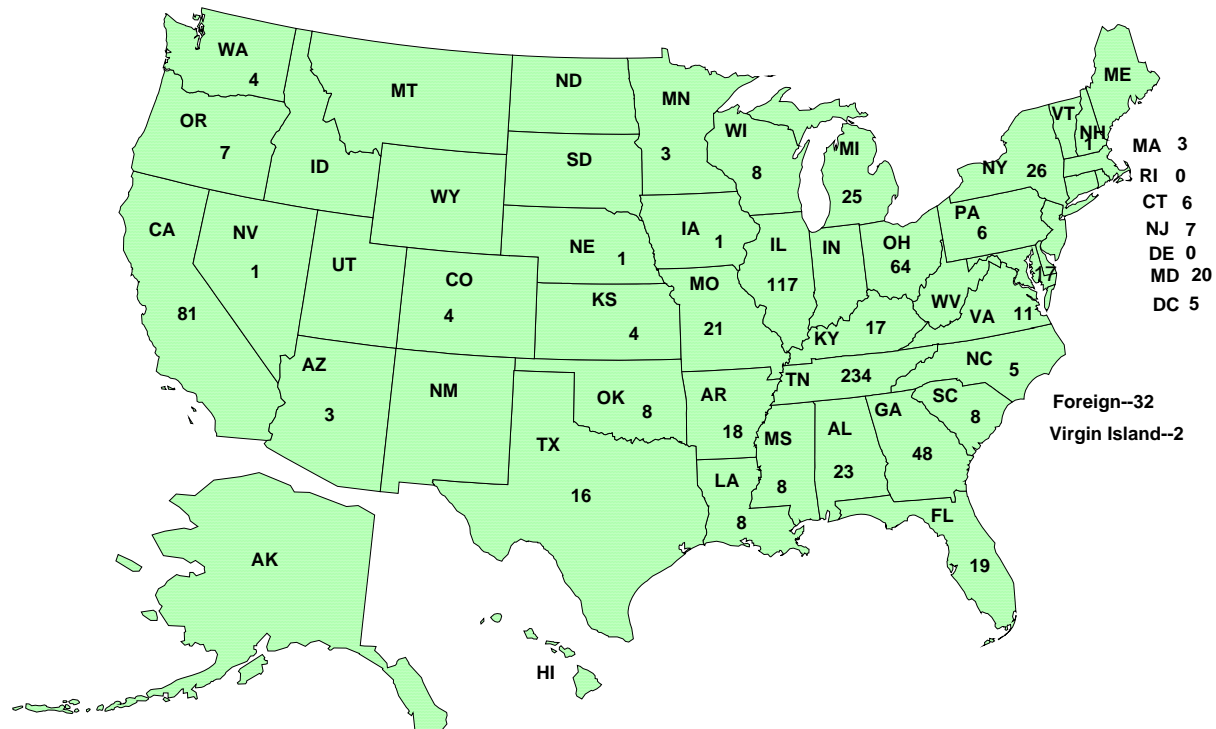 WA
4
MT
ND
MN
3
ME
VT
NH
1
OR
7
ID
SD
WI
8
MI
25
NY 26
MA 3
RI 0
CT 6
NJ 7
DE 0
MD 20
DC 5
WY
CA
81
NV
1
UT
CO
4
NE 1
IA 1
IL
117
IN
OH
64
PA
6
17
KS
4
MO
21
KY 17
WV
VA 11
AZ
3
NM
OK 8
AR
18
TN 234
NC 5
SC
8
TX
16
LA
8
MS
8
AL
23
GA
48
FL
19
Foreign--32
Virgin Island--2
AK
HI